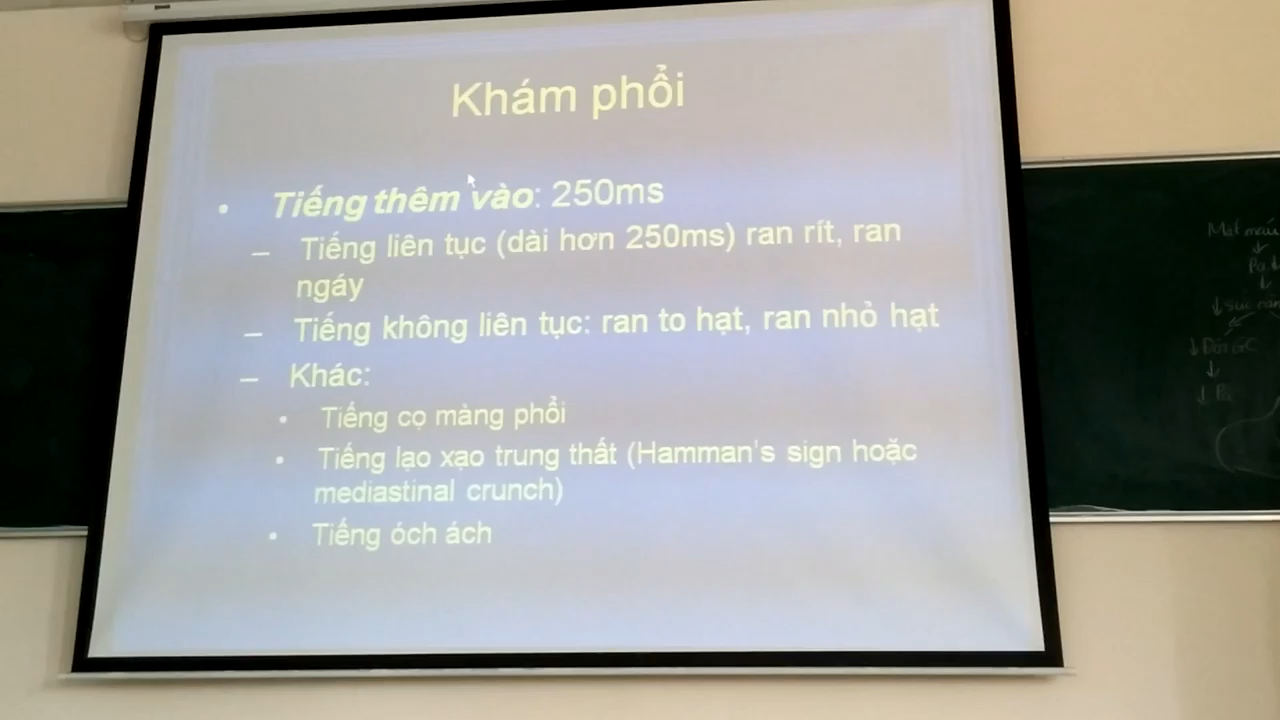 Khám phổi
• Tiếng thêm vào: 250ms
– Tiếng liên tục (dài hơn 250ms) ran rít, ran
ngáy
– Tiếng không liên tục: ran to hạt, ran nhỏ hạt
– Khác:
• Tiếng cọ màng phổi
• Tiếng lạo xạo trung thất (Hamman's sign hoặc
mediastinal crunch)
• Tiếng óch ách
Mất máu
↓
↓
↓